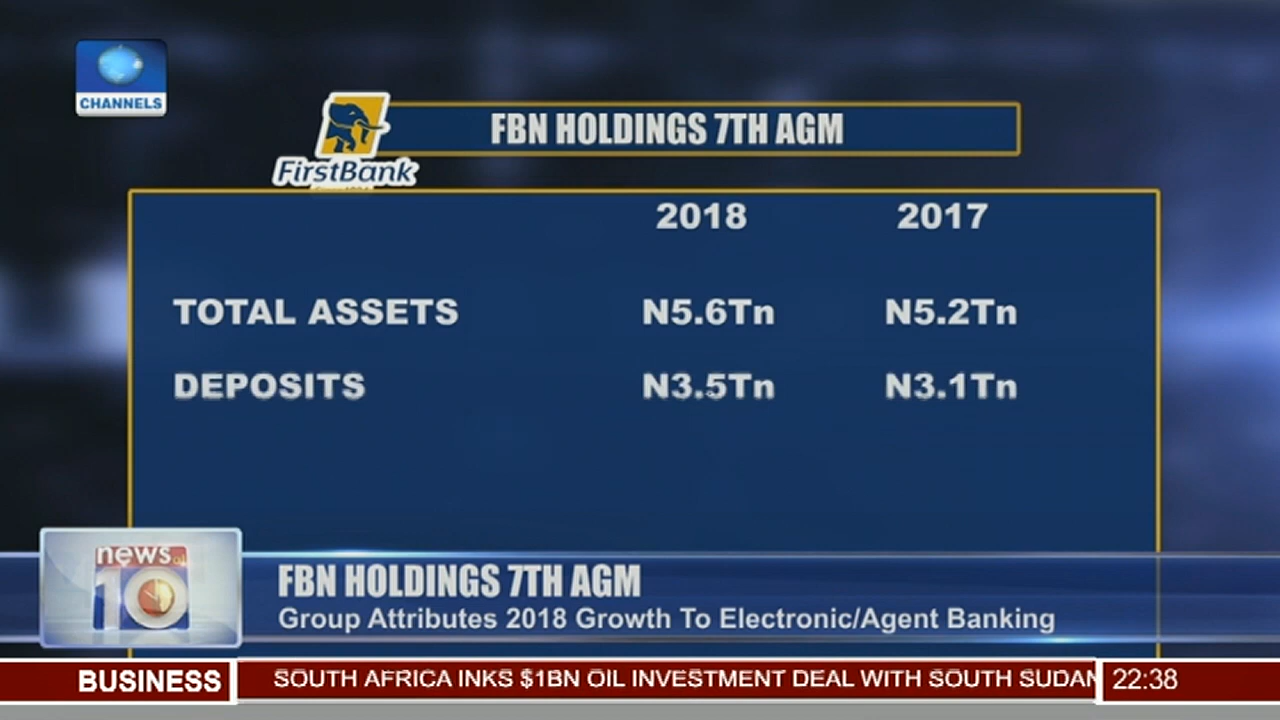 CHANNELS
FBN HOLDINGS 7TH AGM
FirstBank
2018 2017
TOTAL ASSETS N5.6Tn N5.2Tn
DEPOSITS N3.5Tn N3.1Tn
news at
10
FBN HOLDINGS 7TH AGM
Group Attributes 2018 Growth To Electronic/Agent Banking
BUSINESS SOUTH AFRICA INKS $1BN OIL INVESTMENT DEAL WITH SOUTH SUDAN 22:38